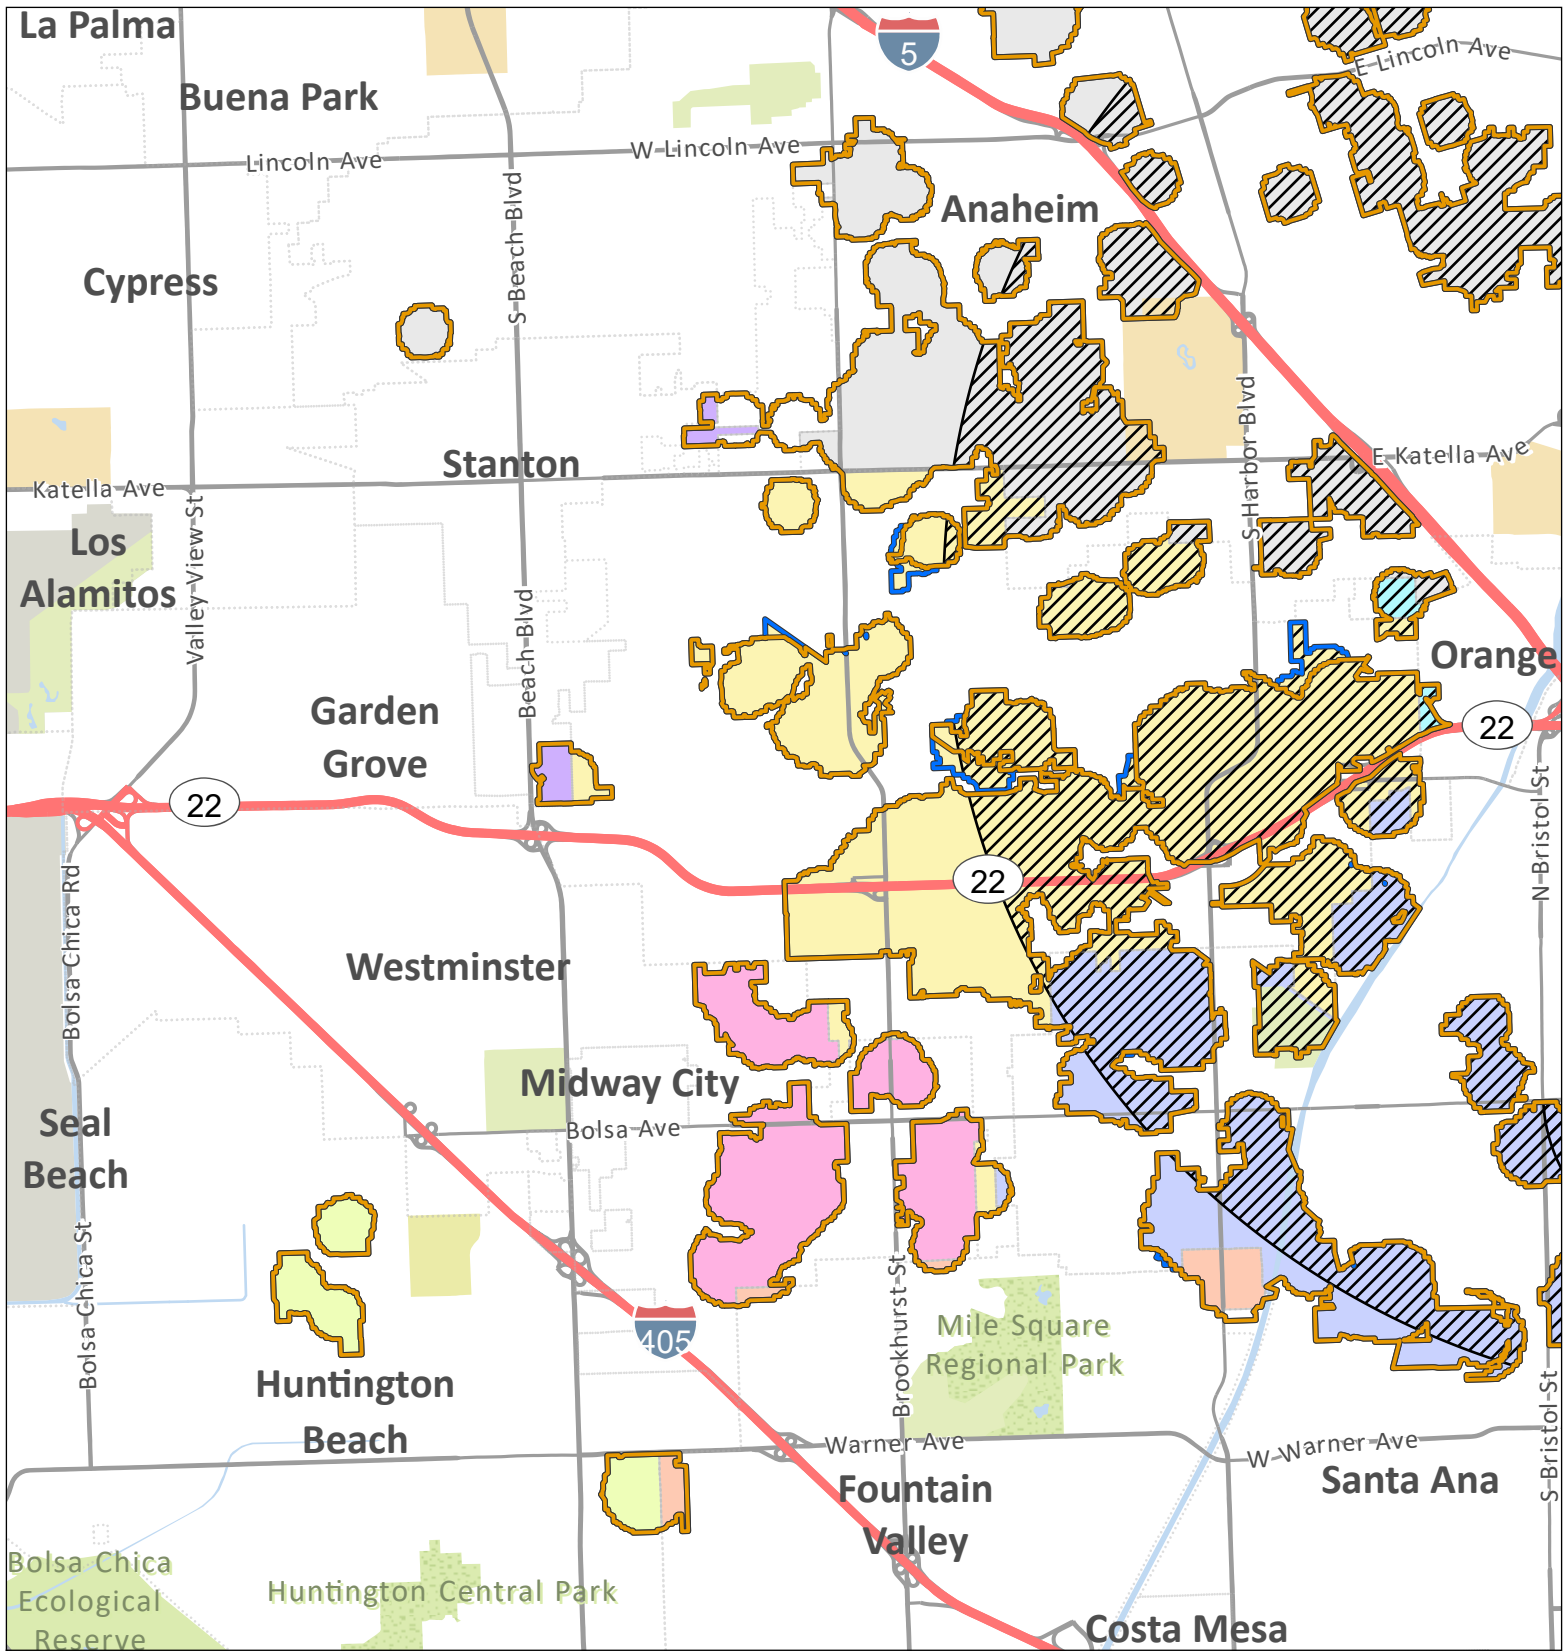 La Palma
5
E Lincoln Ave
Buena Park
Lincoln Ave
W Lincoln Ave
S Beach Blvd
Anaheim
Cypress
S Harbor Blvd
Stanton
E Katella Ave
Katella Ave
Valley View St
Los
Alamitos
Beach Blvd
Orange
Garden
Grove
22
22
N Bristol St
22
Bolsa Chica Rd
Westminster
Midway City
Bolsa Ave
Seal
Beach
Bolsa Chica St
Brookhurst St
405
Mile Square
Regional Park
Huntington
Beach
S Bristol St
Warner Ave
W Warner Ave
Santa Ana
Fountain
Valley
Bolsa Chica
Ecological
Reserve
Huntington Central Park
Costa Mesa